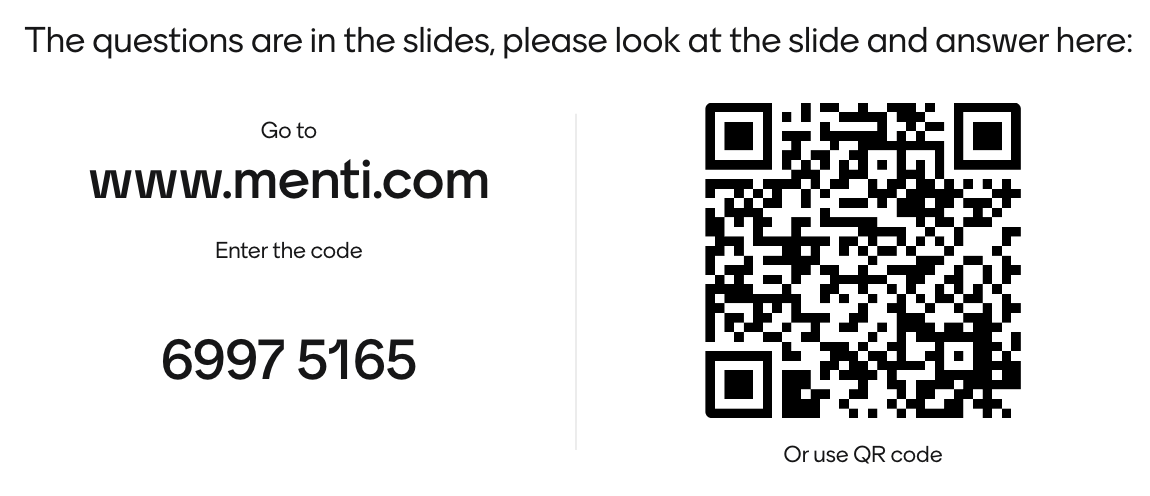 The questions are in the slides, please look at the slide and answer here:
Go to
www.menti.com
Enter the code
6997 5165
Or use QR code